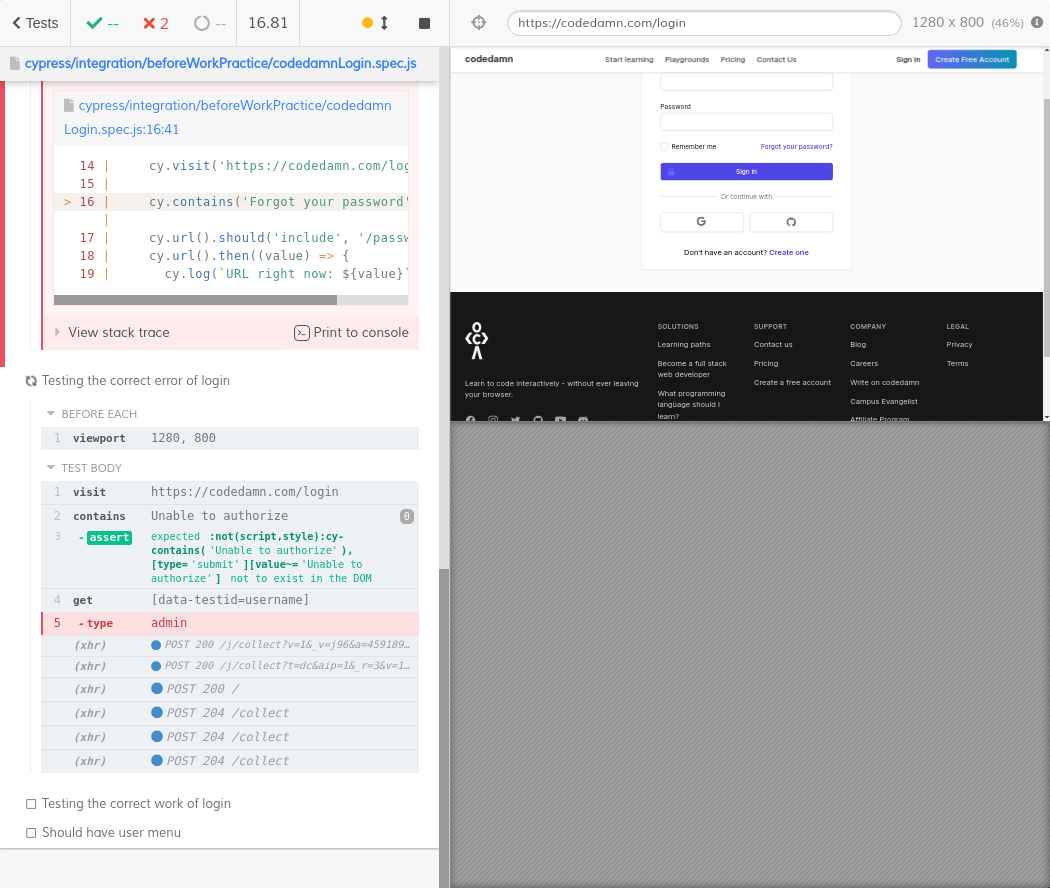 Tests -- 2 -- 16.81
cypress/integration/beforeWorkPractice/codedamnLogin.spec.js
cypress/integration/beforeWorkPractice/codedamn
Login.spec.js:16:41
14 | cy.visit('https://codedamn.com/log
15 |
> 16 | cy.contains('Forgot your password'
|
17 | cy.url().should('include', '/passw
18 | cy.url().then((value) => {
19 | cy.log(`URL right now: ${value}`
View stack trace Print to console
Testing the correct error of login
BEFORE EACH
1 viewport 1280, 800
TEST BODY
1 visit https://codedamn.com/login
2 contains Unable to authorize 0
3 -assert expected :not(script,style):cy-
contains('Unable to authorize'),
[type='submit'][value~='Unable to
authorize'] not to exist in the DOM
4 get [data-testid=username]
5 -type admin
(xhr) POST 200 /j/collect?v=1&_v=j96&a=459189…
(xhr) POST 200 /j/collect?t=dc&aip=1&_r=3&v=1…
(xhr) POST 200 /
(xhr) POST 204 /collect
(xhr) POST 204 /collect
(xhr) POST 204 /collect
Testing the correct work of login
Should have user menu
https://codedamn.com/login 1280 x 800 (46%)
codedamn Start learning Playgrounds Pricing Contact Us Sign in Create Free Account
Password
Remember me Forgot your password?
Sign in
Or continue with
Don't have an account? Create one
Learn to code interactively - without ever leaving
your browser.
SOLUTIONS
Learning paths
Become a full stack
web developer
What programming
language should I
learn?
SUPPORT
Contact us
Pricing
Create a free account
COMPANY
Blog
Careers
Write on codedamn
Campus Evangelist
Affiliate Program
LEGAL
Privacy
Terms